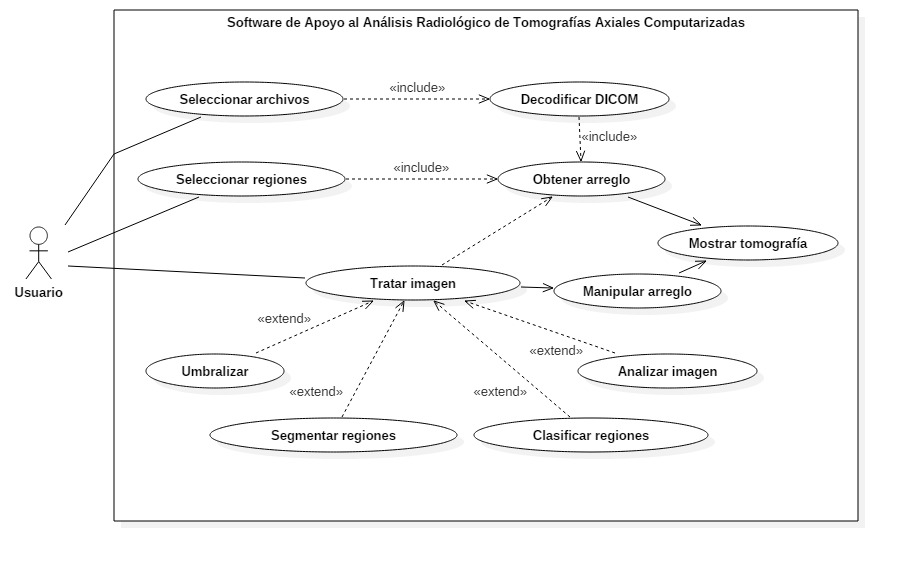 Software de Apoyo al Análisis Radiológico de Tomografías Axiales Computarizadas
Seleccionar archivos
«include»
Decodificar DICOM
«include»
Seleccionar regiones
«include»
Obtener arreglo
Mostrar tomografía
Usuario
Tratar imagen
Manipular arreglo
«extend»
«extend»
Umbralizar
Analizar imagen
«extend»
«extend»
Segmentar regiones
Clasificar regiones